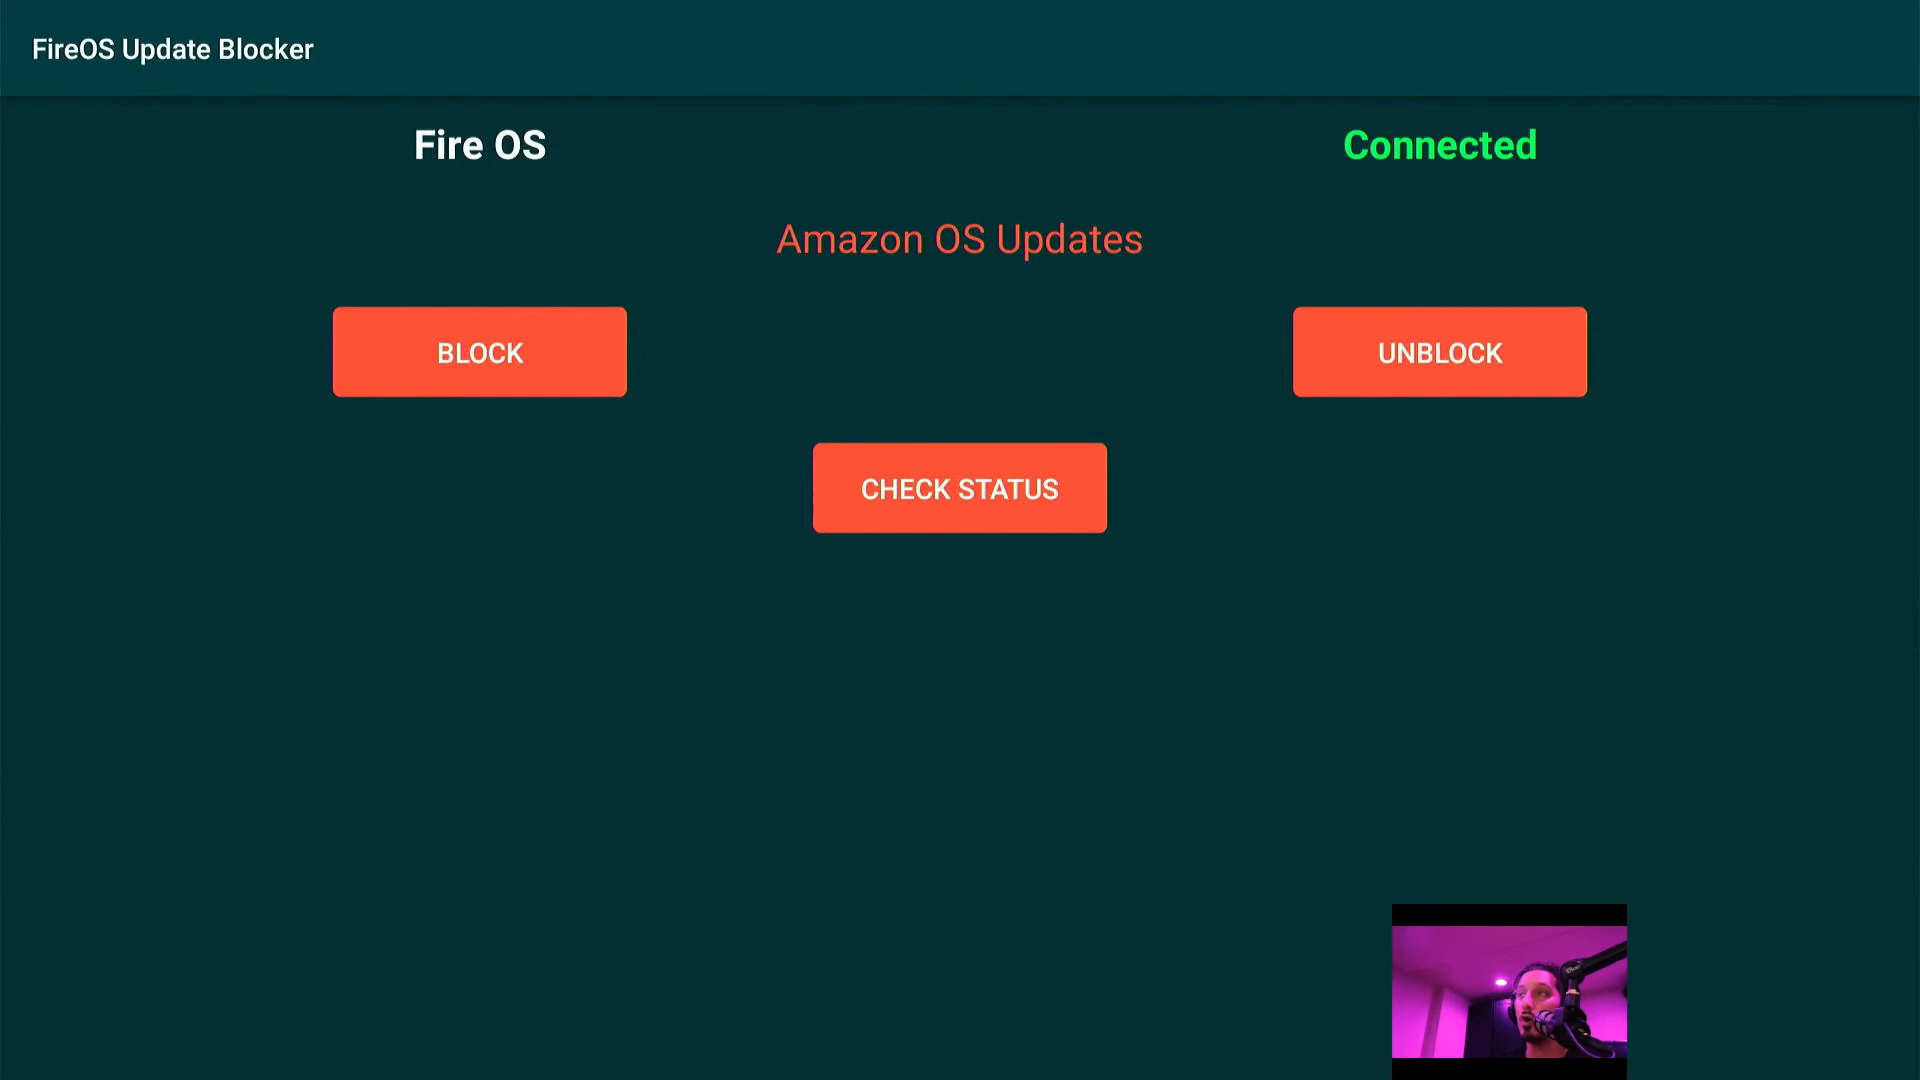 FireOS Update Blocker
Fire OS
Connected
Amazon OS Updates
BLOCK
UNBLOCK
CHECK STATUS